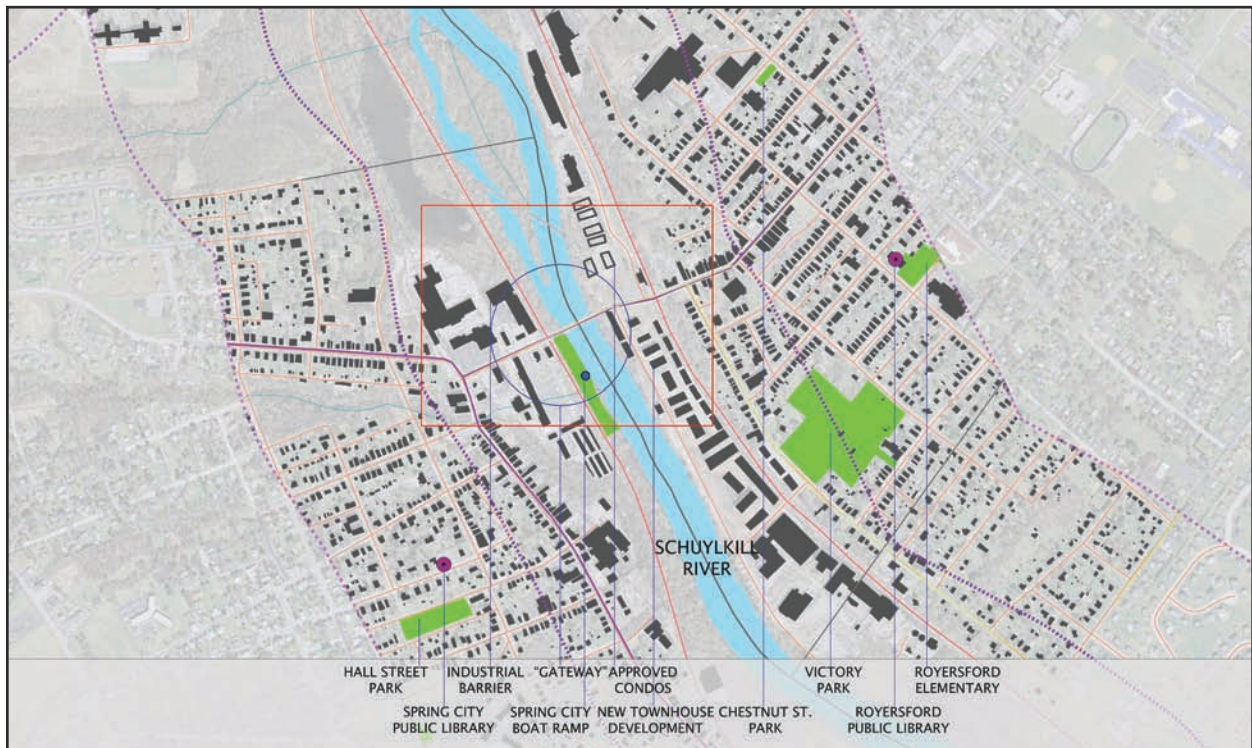 SCHUYLKILL
RIVER
HALL STREET
PARK
INDUSTRIAL
BARRIER
"GATEWAY"
APPROVED
CONDOS
VICTORY
PARK
ROYERSFORD
ELEMENTARY
SPRING CITY
PUBLIC LIBRARY
SPRING CITY
BOAT RAMP
NEW TOWNHOUSE
DEVELOPMENT
CHESTNUT ST.
PARK
ROYERSFORD
PUBLIC LIBRARY